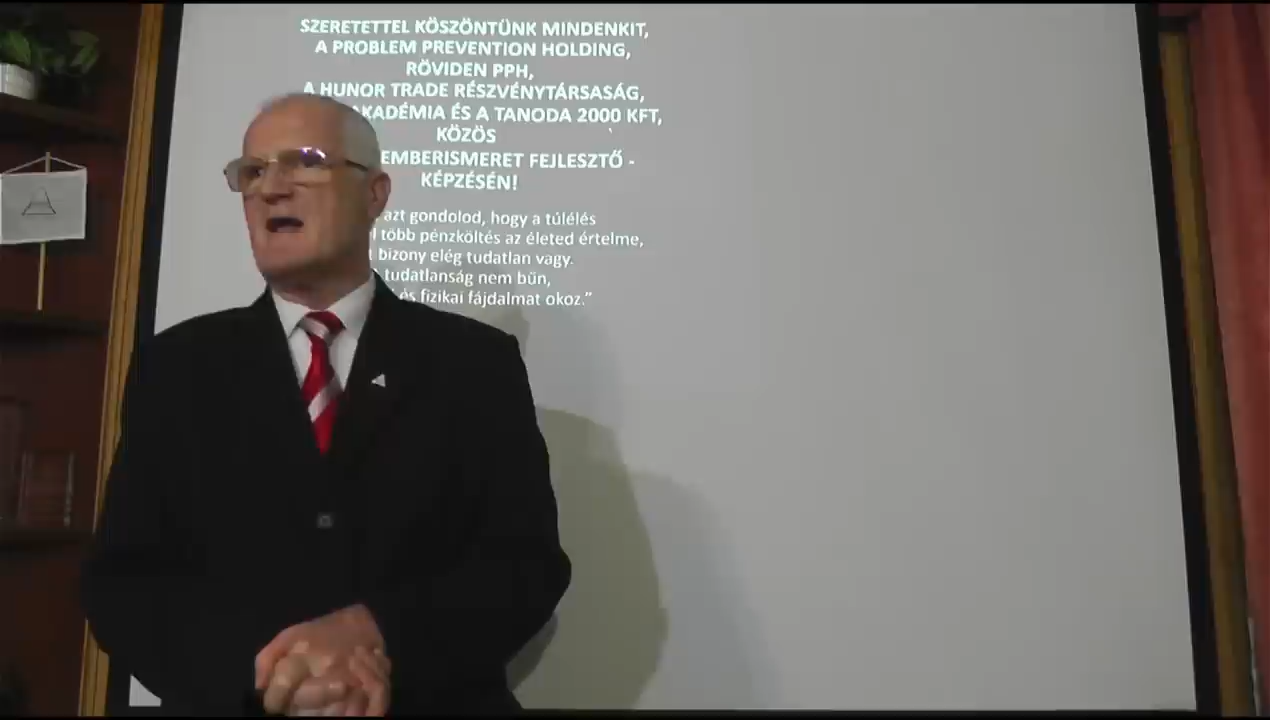 SZERETETTEL KÖSZÖNTÜNK MINDENKIT,
A PROBLEM PREVENTION HOLDING,
RÖVIDEN PPH,
A HUNOR TRADE RÉSZVÉNYTÁRSASÁG,
AKADÉMIA ÉS A TANODA 2000 KFT,
KÖZÖS
EMBERISMERET FEJLESZTŐ -
KÉPZÉSÉN!
azt gondolod, hogy a túlélés
több pénzköltés az életed értelme,
bizony elég tudatlan vagy.
tudatlanság nem bűn,
és fizikai fájdalmat okoz.”